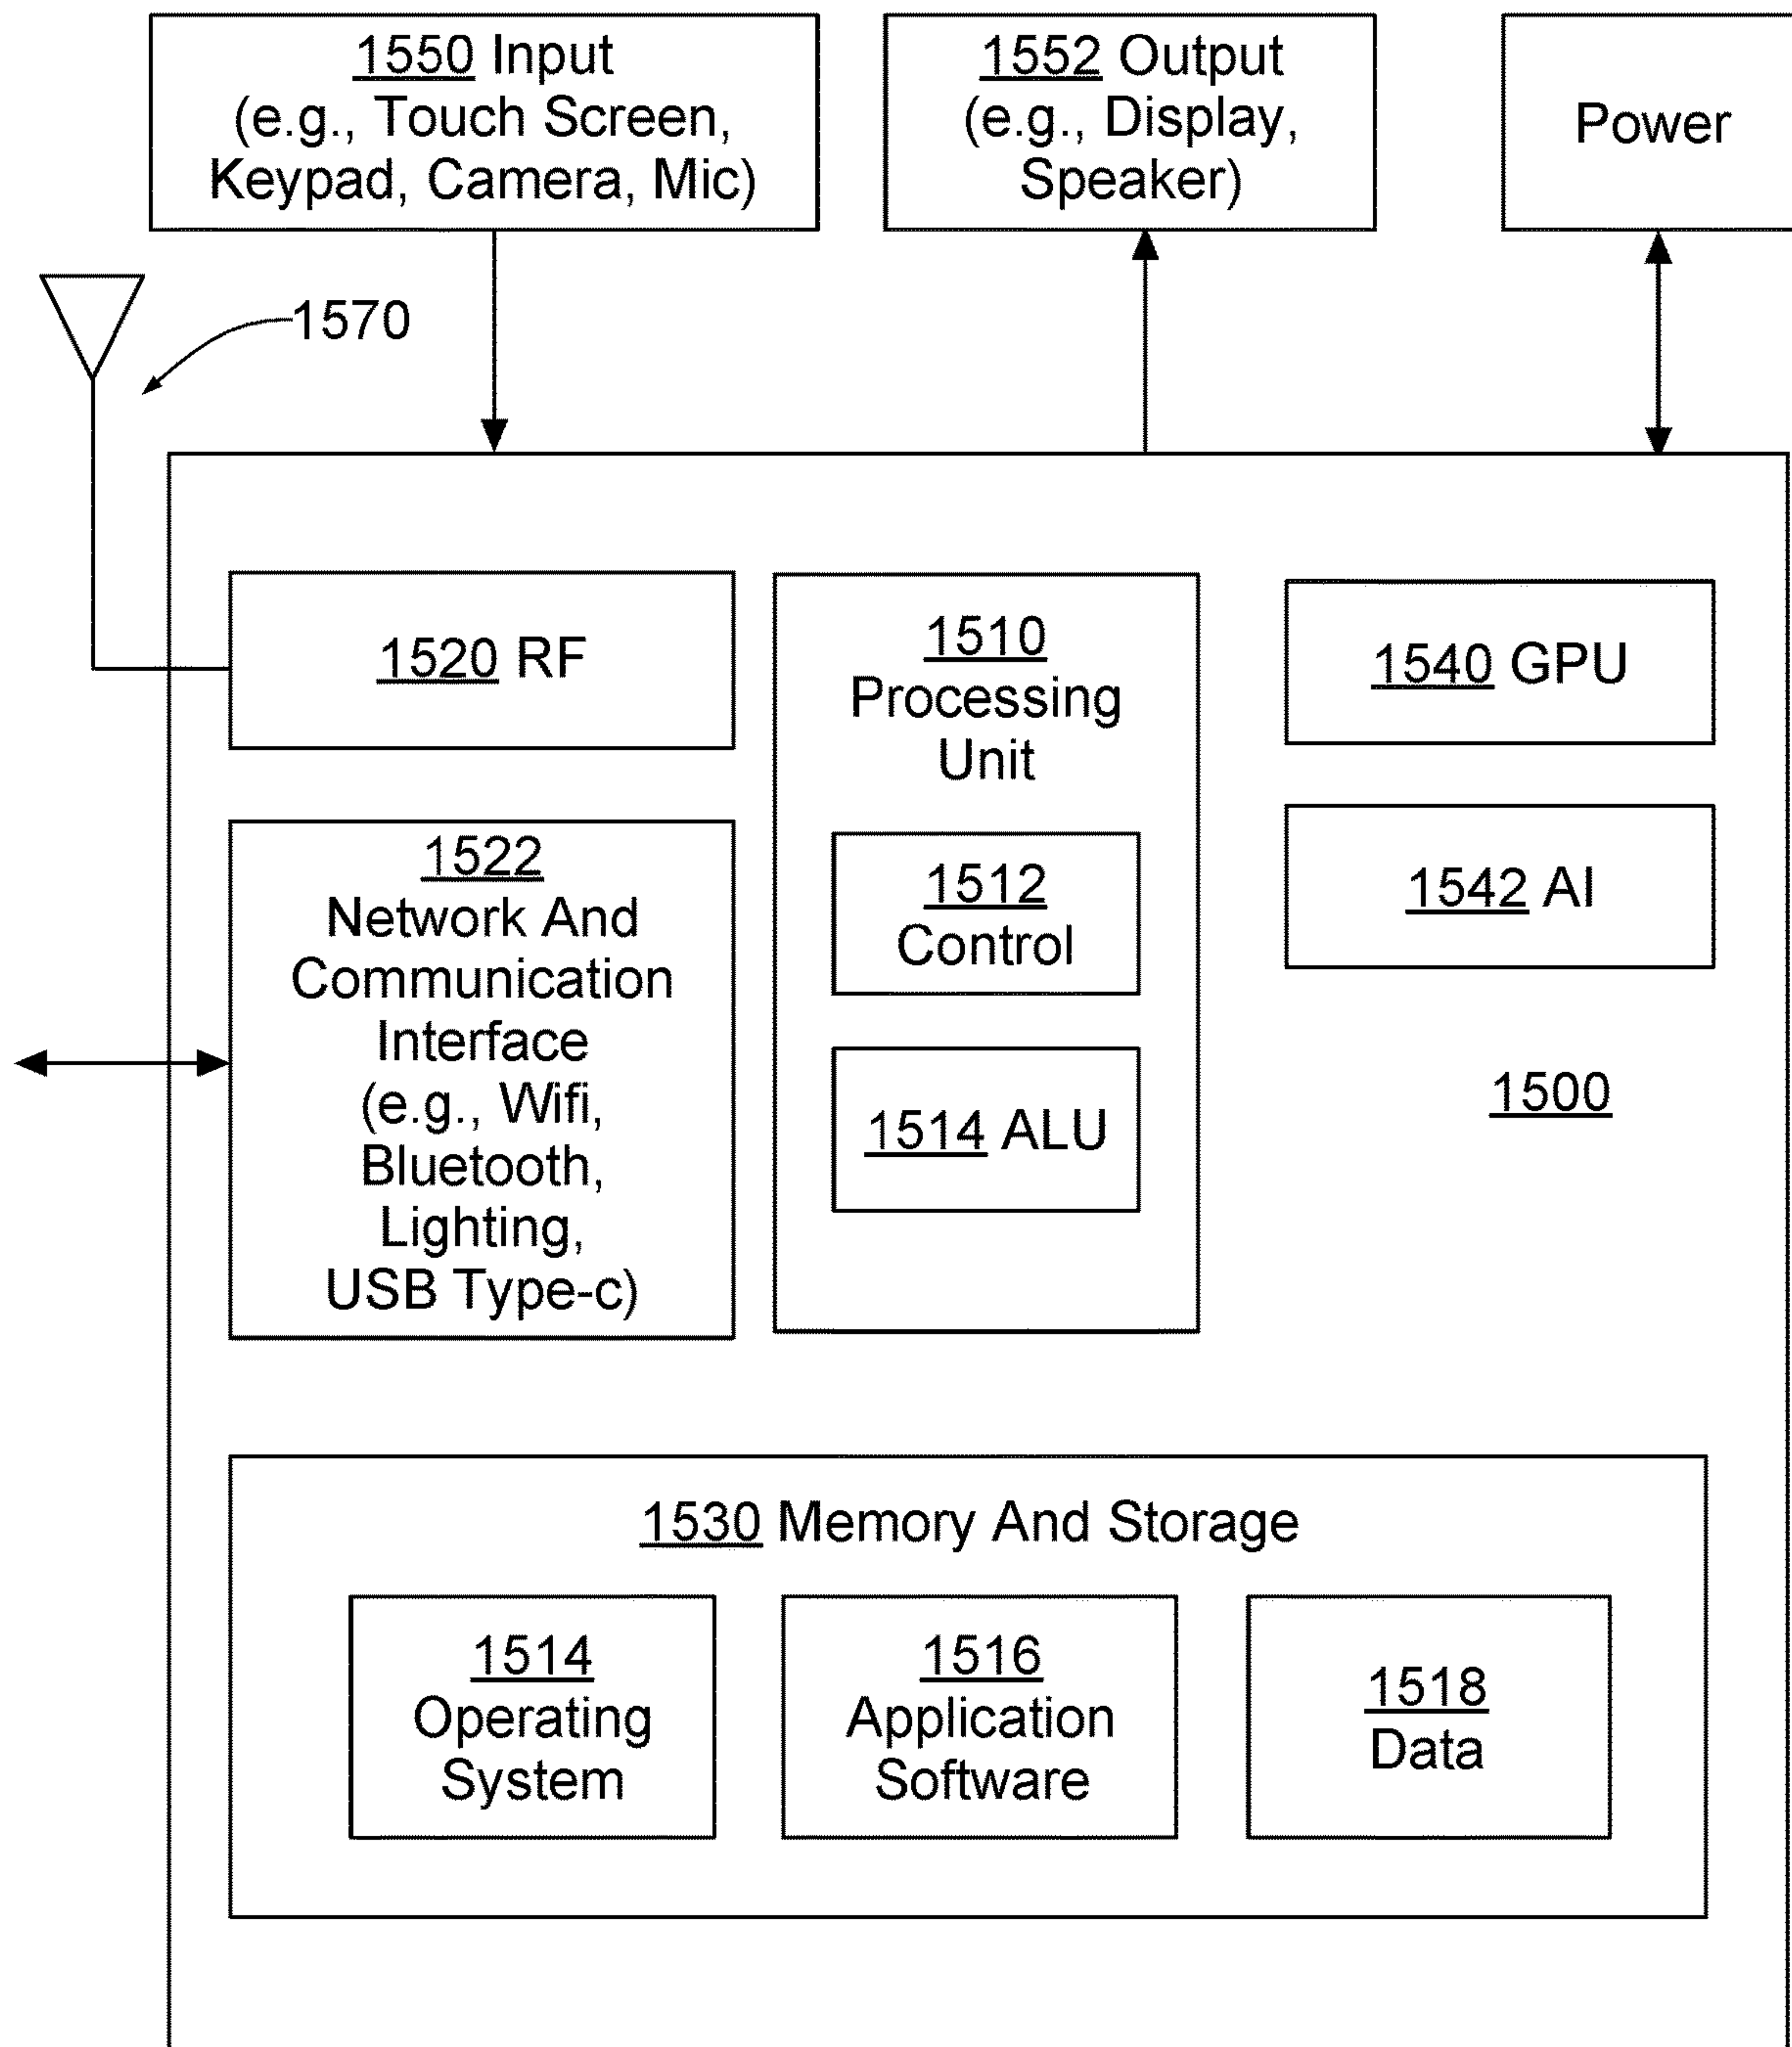 1550 Input
(e.g., Touch Screen,
Keypad, Camera, Mic)
1552 Output
(e.g., Display,
Speaker)
Power
1570
1520 RF
1510
Processing
Unit
1540 GPU
1522
Network And
Communication
Interface
(e.g., Wifi,
Bluetooth,
Lighting,
USB Type-c)
1512
Control
1542 AI
1514 ALU
1500
1530 Memory And Storage
1514
Operating
System
1516
Application
Software
1518
Data